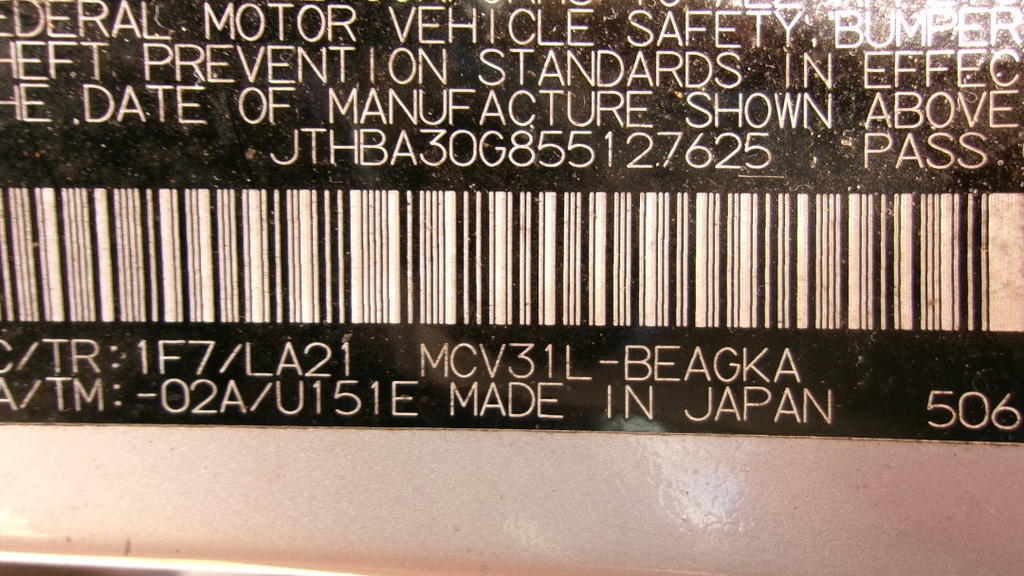 EDERAL MOTOR VEHICLE SAFETY, BUMPER
HEFT PREVENTION STANDARDS IN EFFEC
HE DATE OF MANUFACTURE SHOWN ABOVE
JTHBA30G855127625 PASS.
C/TR: 1F7/LA21 MCV31L-BEAGKA
A/TM: -02A/U151E MADE IN JAPAN 506